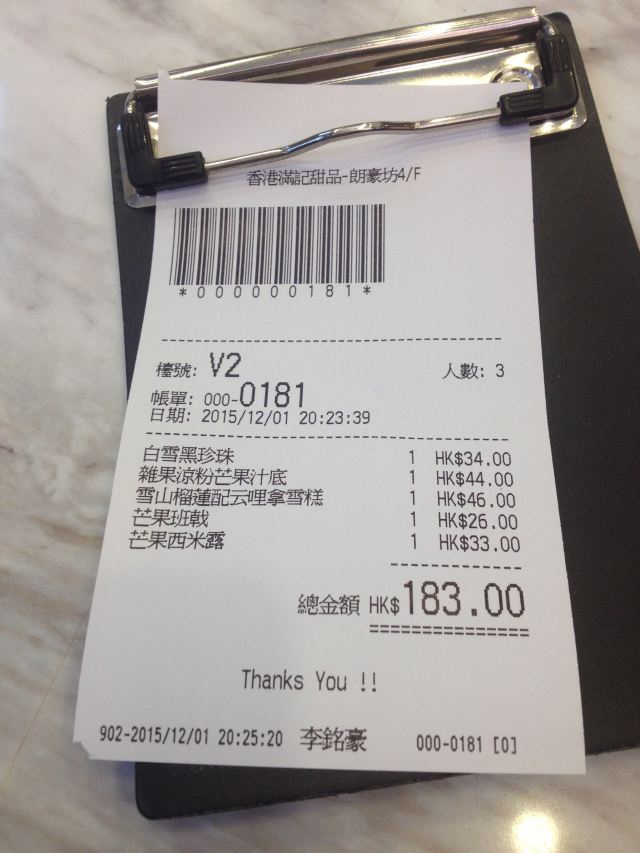 香港滿記甜品-朗豪坊4/F
*000000181*
檯號: V2 人數: 3
帳單: 000-0181
日期: 2015/12/01 20:23:39
白雪黑珍珠 1 HK$34.00
雜果涼粉芒果汁底 1 HK$44.00
雪山榴蓮配云哩拿雪糕 1 HK$46.00
芒果班戟 1 HK$26.00
芒果西米露 1 HK$33.00
總金額 HK$183.00
Thanks You !!
902-2015/12/01 20:25:20 李銘豪 000-0181 [0]